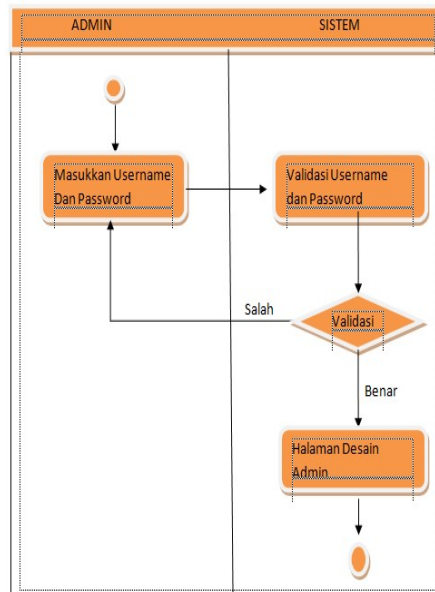 ADMIN
SISTEM
Masukkan Username
Dan Password
Validasi Username
dan Password
Salah
Validasi
Benar
Halaman Desain
Admin